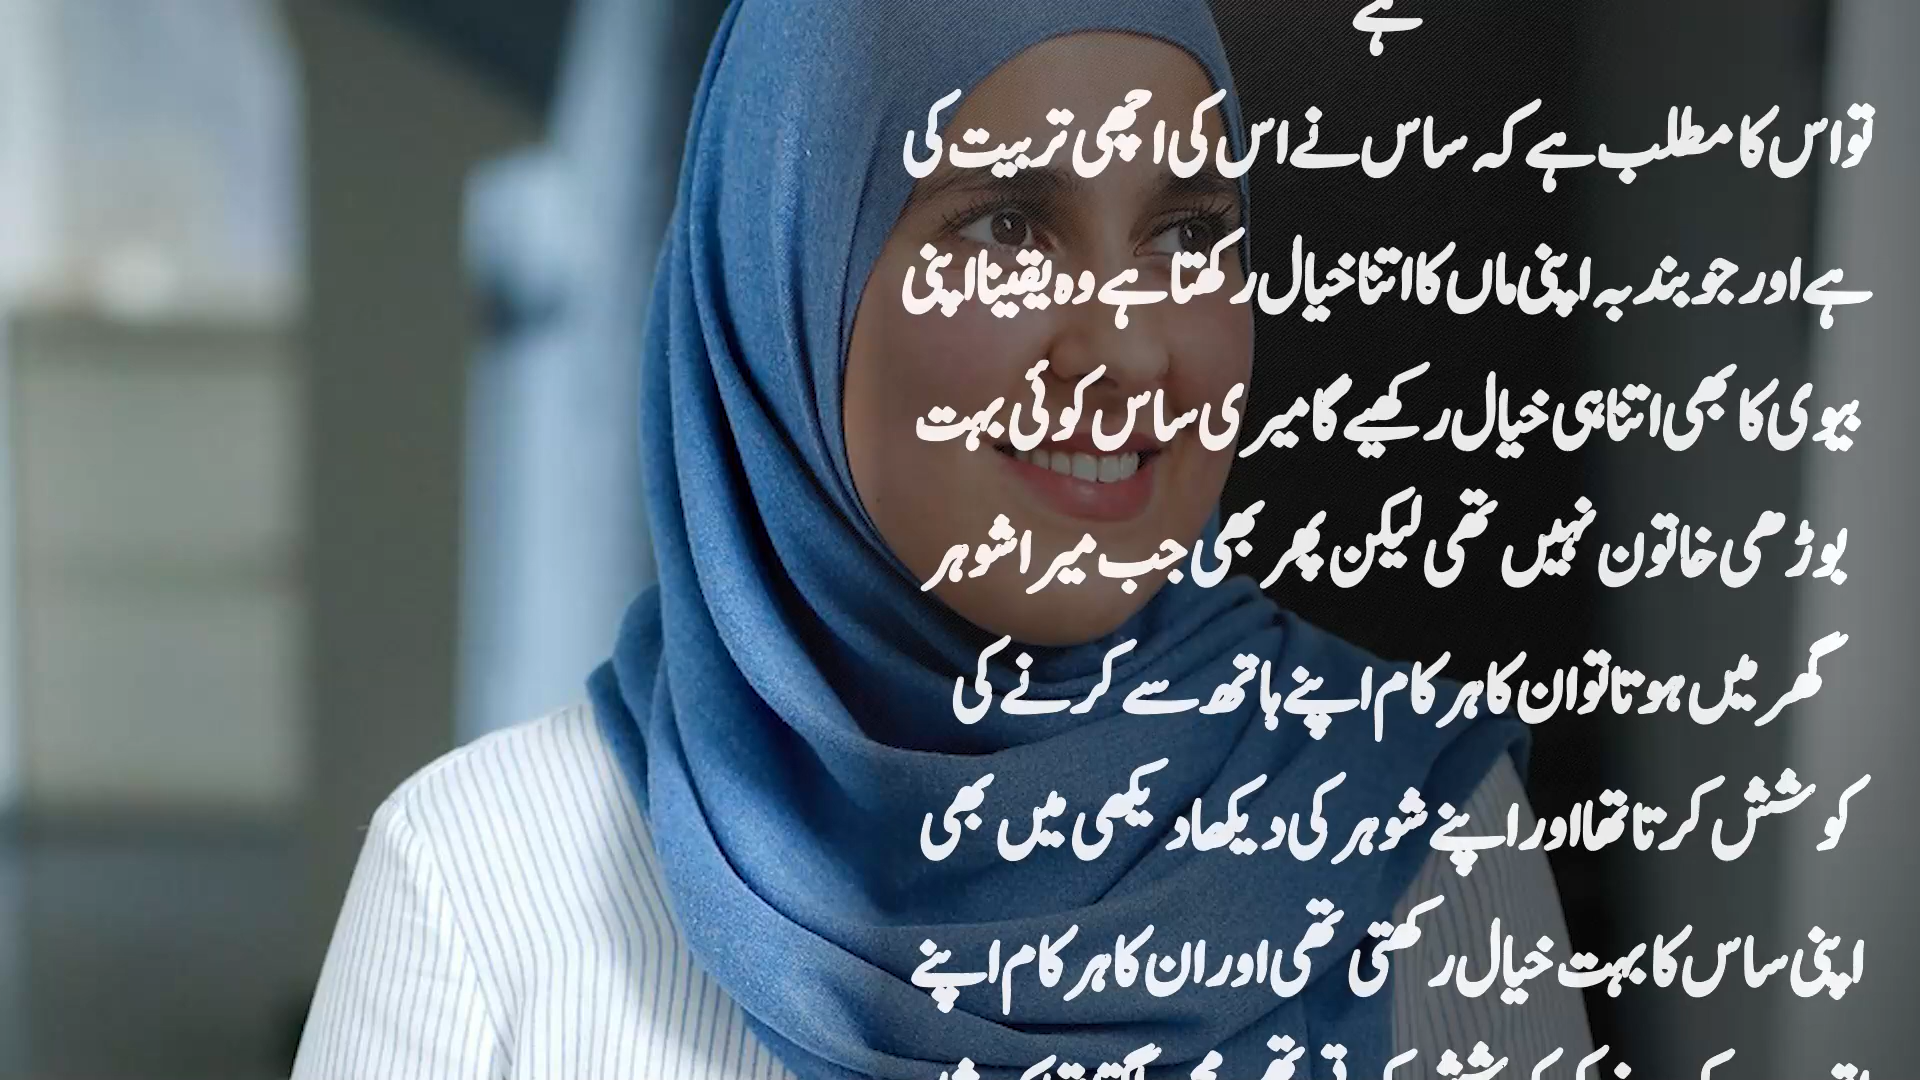 ہے
تو اس کا مطلب ہے کہ ساس نے اس کی اچھی تربیت کی
ہے اور جو بندبہ اپنی ماں کا اتنا خیال رکھتا ہے وہ یقینا اپنی
بیوی کا بھی اتنا ہی خیال رکھیے گا میری ساس کوئی بہت
بوڑھی خاتون نہیں تھی لیکن پھر بھی جب میرا شوہر
گھر میں ہوتا تو ان کا ہر کام اپنے ہاتھ سے کرنے کی
کوشش کرتا تھا اور اپنے شوہر کی دیکھا دیکھی میں بھی
اپنی ساس کا بہت خیال رکھتی تھی اور ان کا ہر کام اپنے